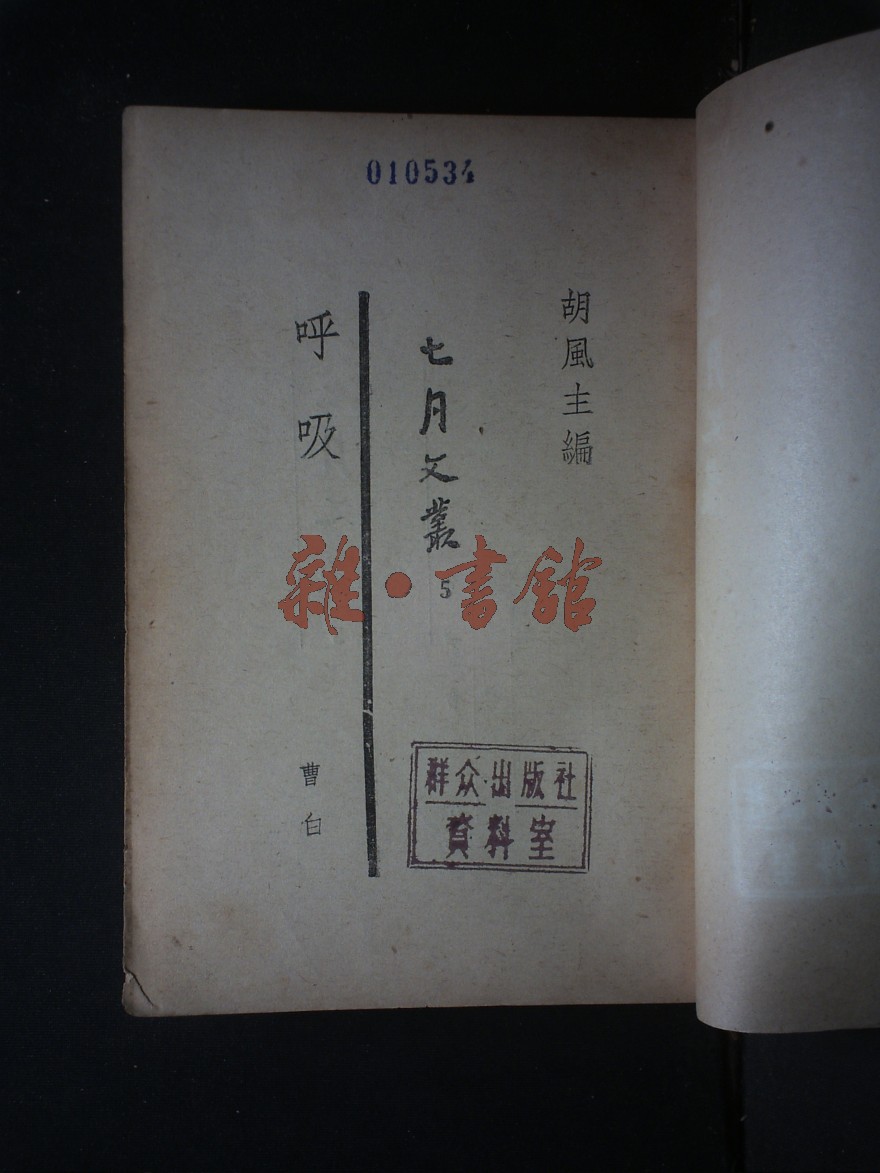 010534
胡風主編
七月文叢
5
呼吸
曹白
雜·書館
群众出版社
資料室